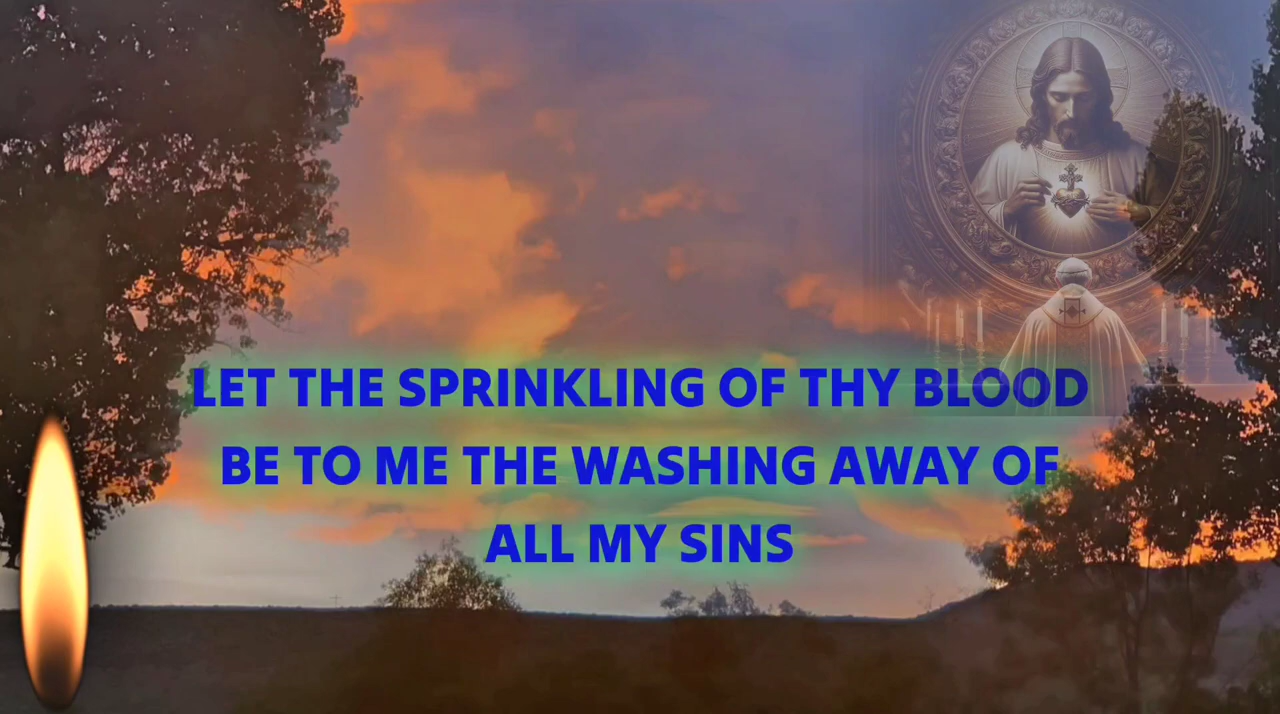 LET THE SPRINKLING OF THY BLOOD
BE TO ME THE WASHING AWAY OF
ALL MY SINS